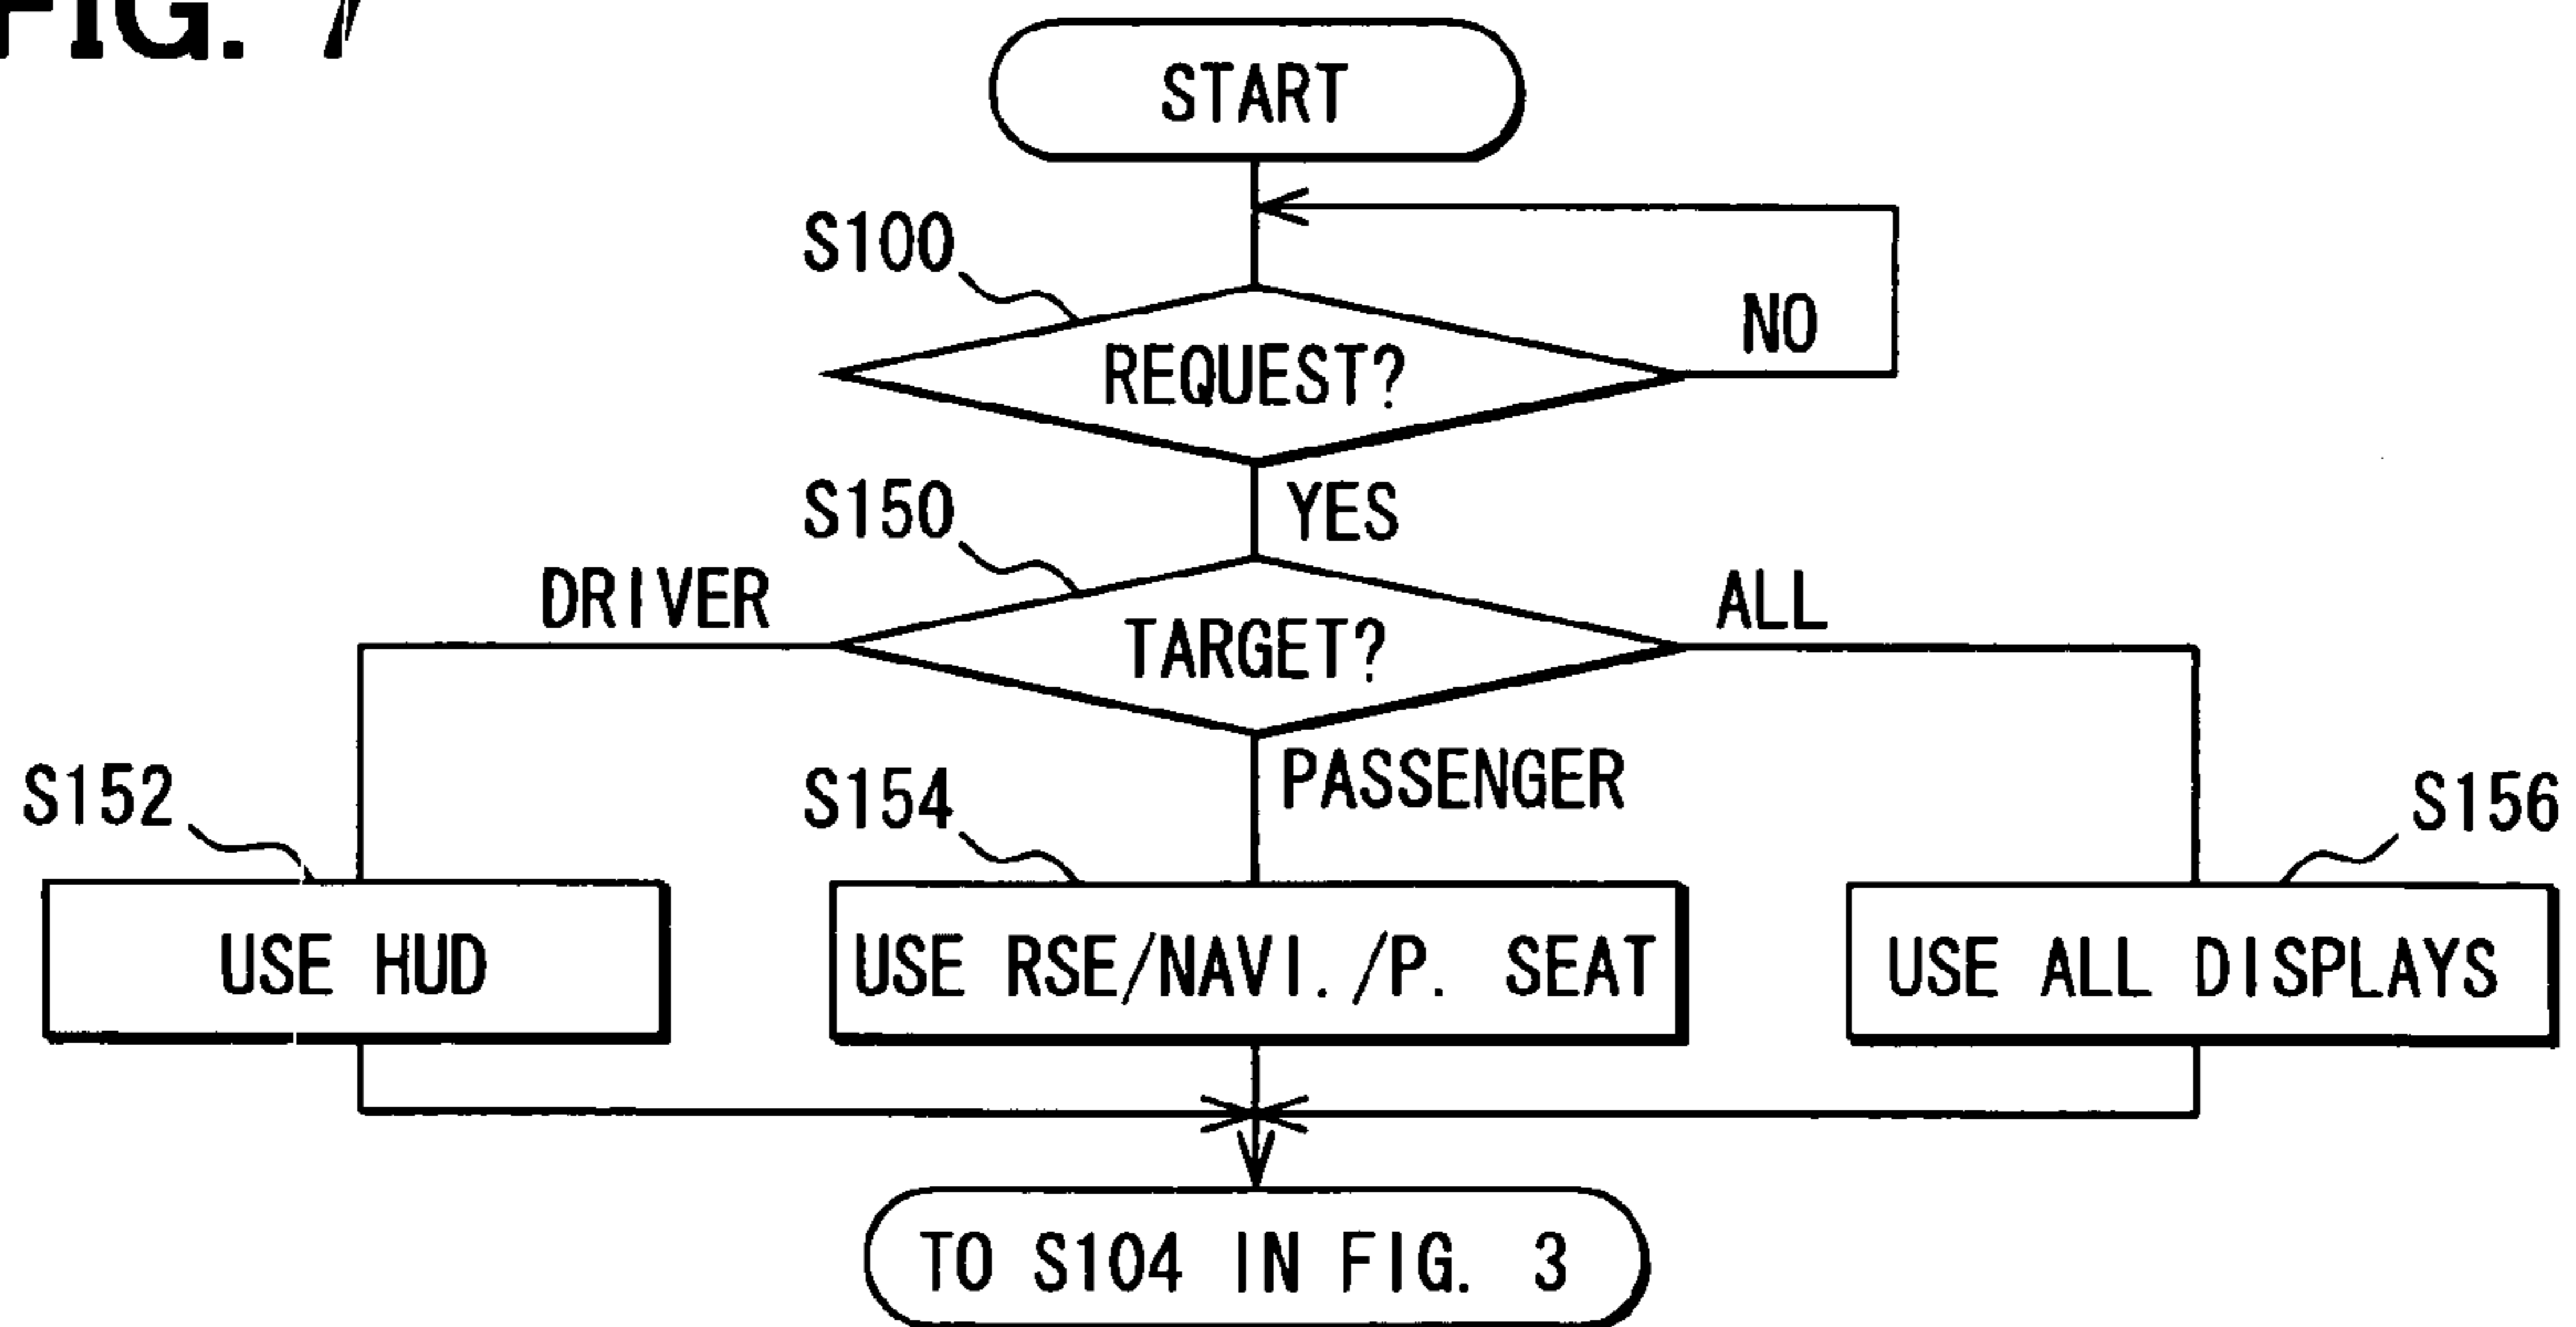 FIG. 7
START
S100
NO
REQUEST?
S150
YES
DRIVER
ALL
TARGET?
PASSENGER
S152
S154
S156
USE HUD
USE RSE/NAVI./P. SEAT
USE ALL DISPLAYS
TO S104 IN FIG. 3